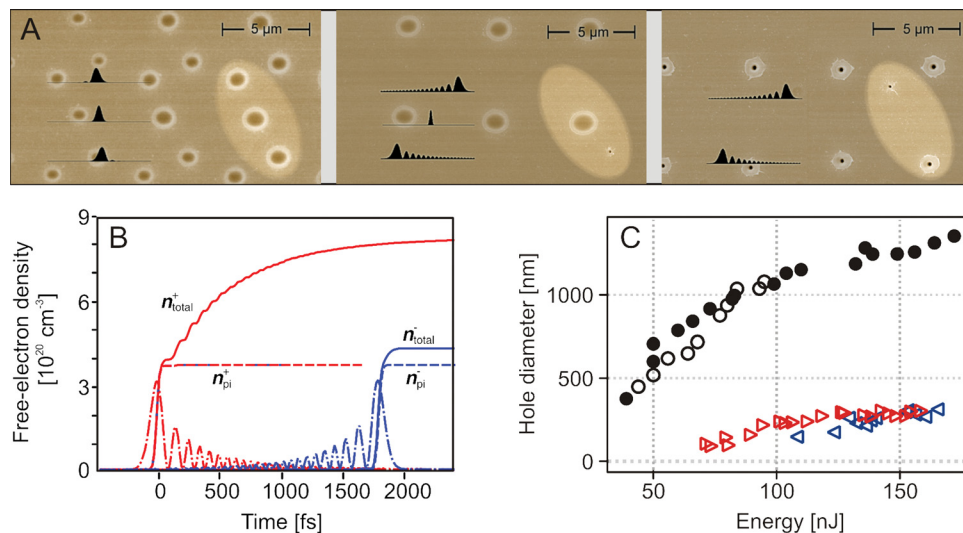 A
5 µm
5 µm
5 µm
B
9
6
3
0
Free-electron density
[10²⁰ cm⁻³]
n⁺total
n⁺pi
n⁻total
n⁻pi
0 500 1000 1500 2000
Time [fs]
C
1000
500
0
Hole diameter [nm]
50 100 150
Energy [nJ]